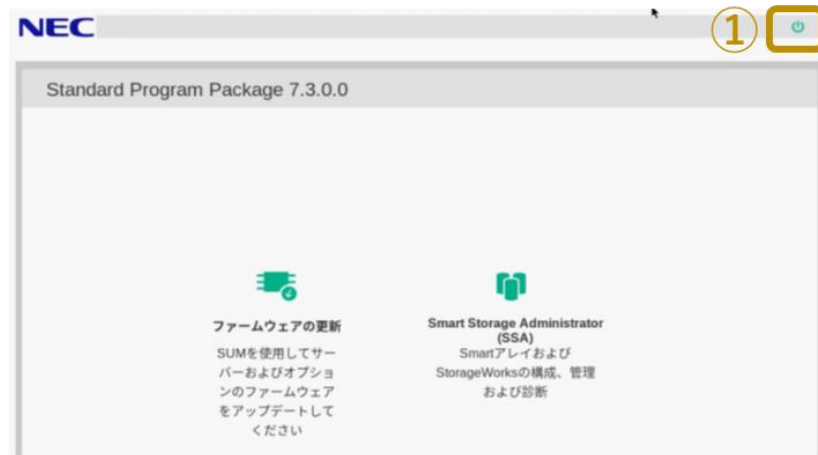 NEC
①
Standard Program Package 7.3.0.0
ファームウェアの更新
SUMを使用してサー
バーおよびオプショ
ンのファームウェア
をアップデートして
ください
Smart Storage Administrator
(SSA)
Smartアレイおよび
StorageWorksの構成、管理
および診断